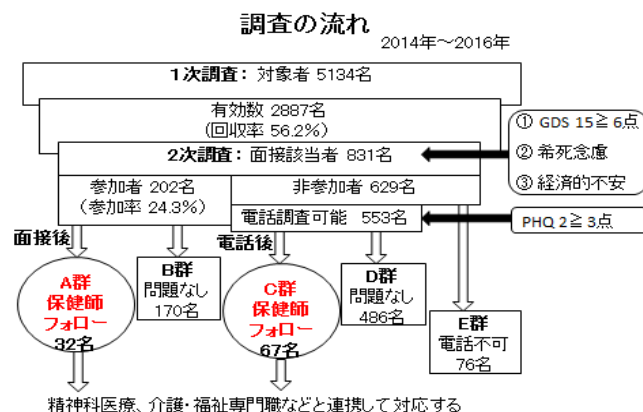 調査の流れ
2014年～2016年
1次調査：対象者 5134名
有効数 2887名
(回収率 56.2%)
① GDS 15≧ 6点
② 希死念慮
③ 経済的不安
2次調査：面接該当者 831名
参加者 202名
(参加率 24.3%)
非参加者 629名
電話調査可能 553名
PHQ 2≧ 3点
面接後
電話後
A群
保健師
フォロー
32名
B群
問題なし
170名
C群
保健師
フォロー
67名
D群
問題なし
486名
E群
電話不可
76名
精神科医療、介護・福祉専門職などと連携して対応する